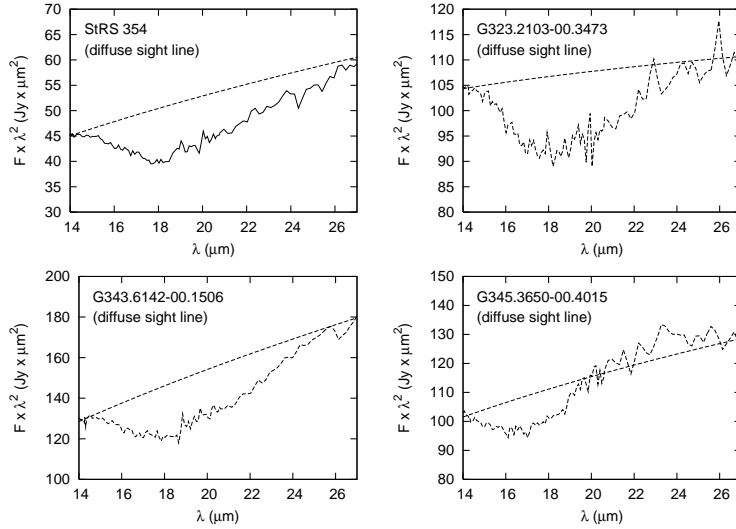 StRS 354
(diffuse sight line)
70
65
60
55
50
45
40
35
30
14 16 18 20 22 24 26
F x λ² (Jy x μm²)
λ (μm)
G323.2103-00.3473
(diffuse sight line)
120
115
110
105
100
95
90
85
80
14 16 18 20 22 24 26
F x λ² (Jy x μm²)
λ (μm)
G343.6142-00.1506
(diffuse sight line)
200
180
160
140
120
100
14 16 18 20 22 24 26
F x λ² (Jy x μm²)
λ (μm)
G345.3650-00.4015
(diffuse sight line)
150
140
130
120
110
100
90
80
14 16 18 20 22 24 26
F x λ² (Jy x μm²)
λ (μm)